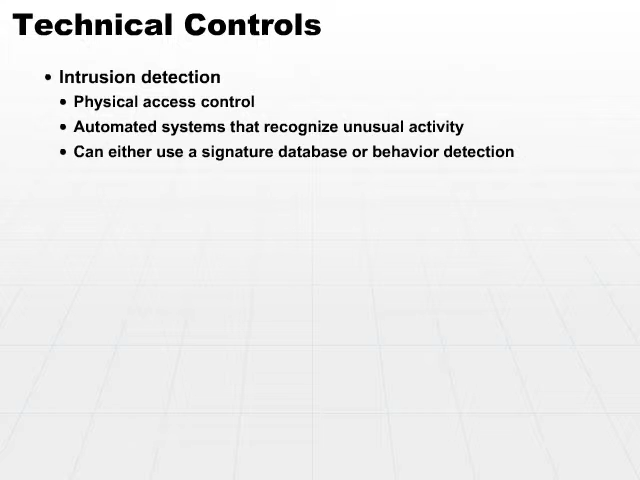 Technical Controls
• Intrusion detection
• Physical access control
• Automated systems that recognize unusual activity
• Can either use a signature database or behavior detection